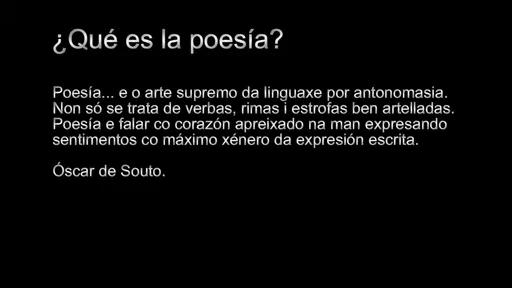 ¿Qué es la poesía?
Poesía... e o arte supremo da linguaxe por antonomasia.
Non só se trata de verbas, rimas i estrofas ben artelladas.
Poesía e falar co corazón apreixado na man expresando
sentimentos co máximo xénero da expresión escrita.
Óscar de Souto.